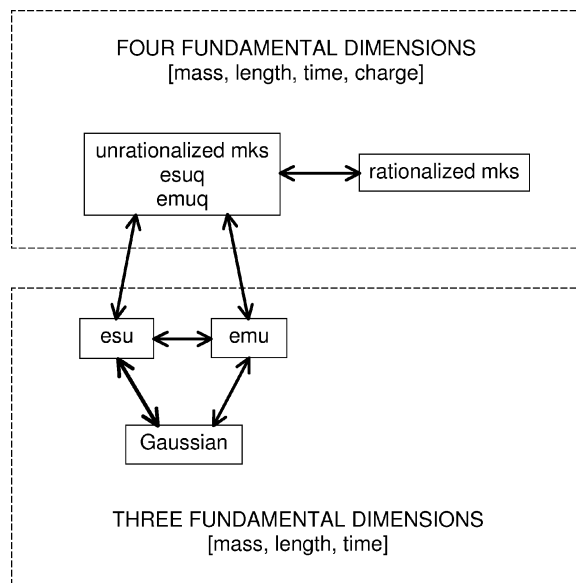 FOUR FUNDAMENTAL DIMENSIONS
[mass, length, time, charge]
unrationalized mks
esuq
emuq
rationalized mks
esu
emu
Gaussian
THREE FUNDAMENTAL DIMENSIONS
[mass, length, time]